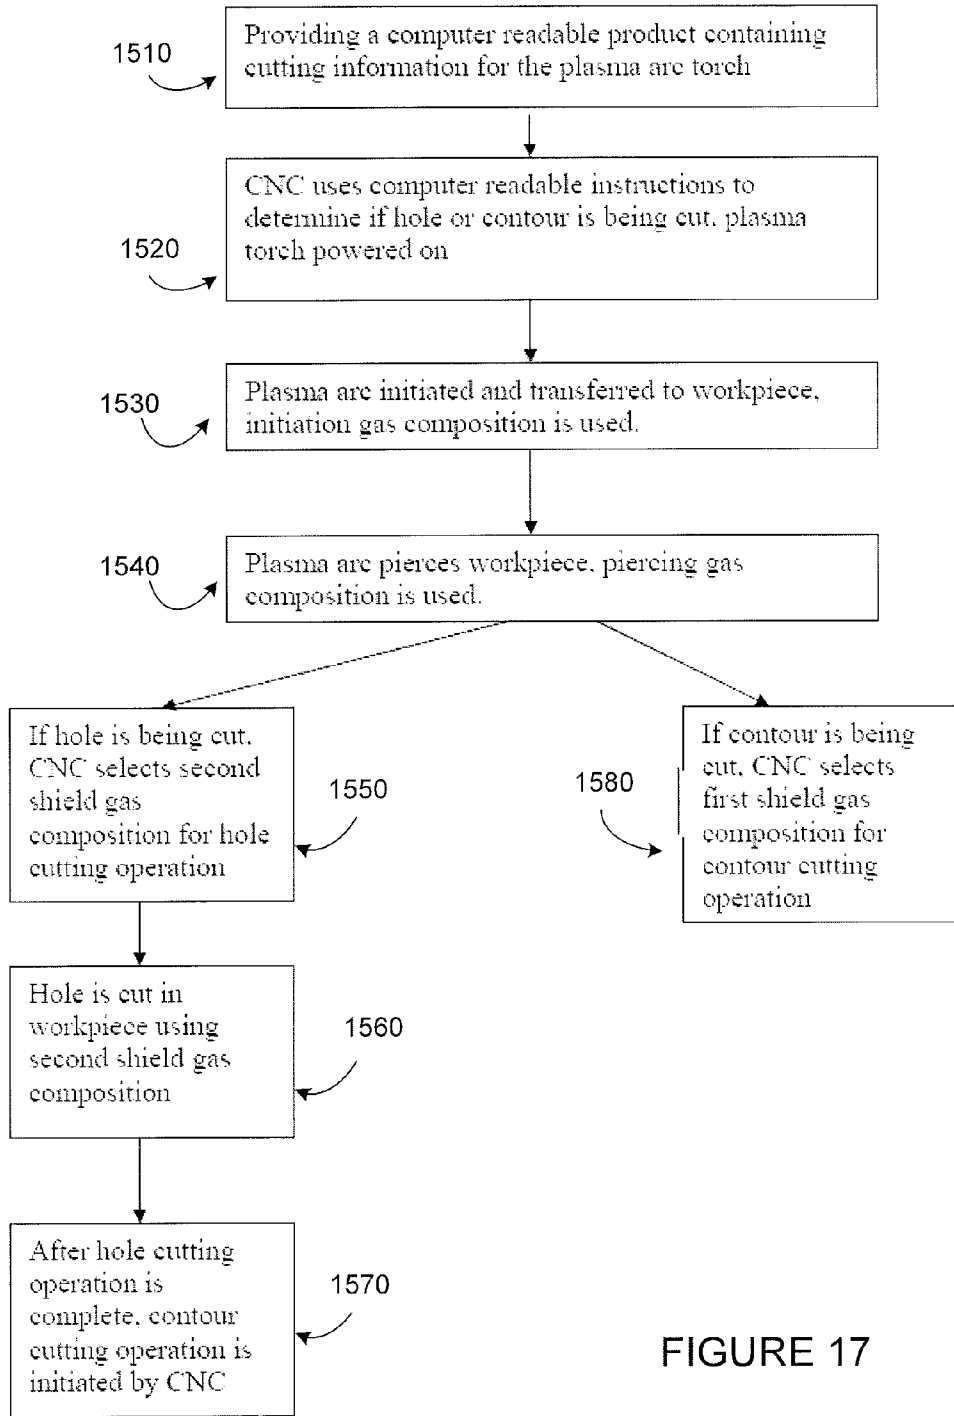 Providing a computer readable product containing
cutting information for the plasma arc torch
1510
CNC uses computer readable instructions to
determine if hole or contour is being cut, plasma
torch powered on
1520
Plasma arc initiated and transferred to workpiece,
initiation gas composition is used.
1530
Plasma arc pierces workpiece, piercing gas
composition is used.
1540
If hole is being cut,
CNC selects second
shield gas
composition for hole
cutting operation
1550
If contour is being
cut, CNC selects
first shield gas
composition for
contour cutting
operation
1580
Hole is cut in
workpiece using
second shield gas
composition
1560
After hole cutting
operation is
complete, contour
cutting operation is
initiated by CNC
1570
FIGURE 17